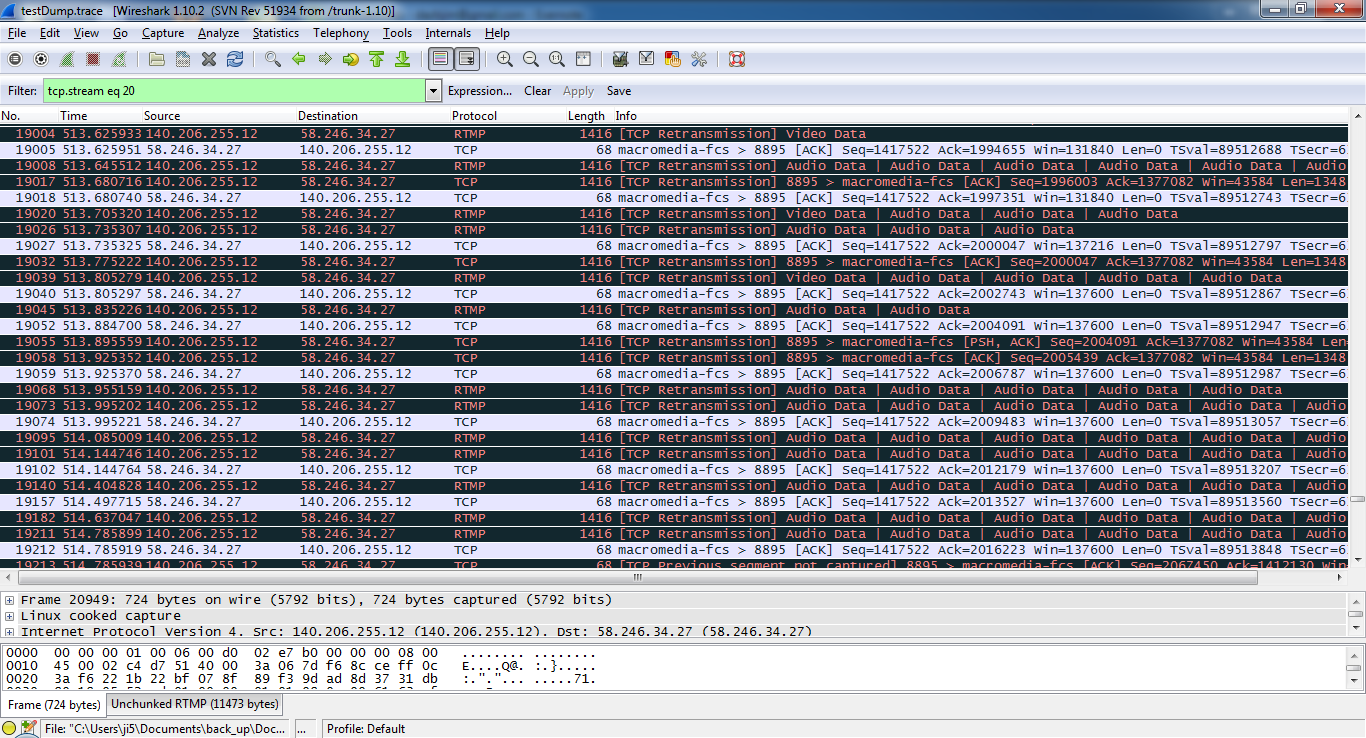 testDump.trace [Wireshark 1.10.2 (SVN Rev 51934 from /trunk-1.10)]
File Edit View Go Capture Analyze Statistics Telephony Tools Internals Help
Filter: tcp.stream eq 20 Expression... Clear Apply Save
No. Time Source Destination Protocol Length Info
19004 513.625933 140.206.255.12 58.246.34.27 RTMP 1416 [TCP Retransmission] Video Data
19005 513.625951 58.246.34.27 140.206.255.12 TCP 68 macromedia-fcs > 8895 [ACK] Seq=1417522 Ack=1994655 Win=131840 Len=0 TSval=89512688 TSecr=6
19008 513.645512 140.206.255.12 58.246.34.27 RTMP 1416 [TCP Retransmission] Audio Data | Audio Data | Audio Data | Audio Data | Audio Data
19017 513.680716 140.206.255.12 58.246.34.27 TCP 1416 [TCP Retransmission] 8895 > macromedia-fcs [ACK] Seq=1996003 Ack=1377082 Win=43584 Len=1348
19018 513.680740 58.246.34.27 140.206.255.12 TCP 68 macromedia-fcs > 8895 [ACK] Seq=1417522 Ack=1997351 Win=131840 Len=0 TSval=89512743 TSecr=6
19020 513.705320 140.206.255.12 58.246.34.27 RTMP 1416 [TCP Retransmission] Video Data | Audio Data | Audio Data | Audio Data
19026 513.735307 140.206.255.12 58.246.34.27 RTMP 1416 [TCP Retransmission] Audio Data | Audio Data | Audio Data
19027 513.735325 58.246.34.27 140.206.255.12 TCP 68 macromedia-fcs > 8895 [ACK] Seq=1417522 Ack=2000047 Win=137216 Len=0 TSval=89512797 TSecr=6
19032 513.775222 140.206.255.12 58.246.34.27 TCP 1416 [TCP Retransmission] 8895 > macromedia-fcs [ACK] Seq=2000047 Ack=1377082 Win=43584 Len=1348
19039 513.805279 140.206.255.12 58.246.34.27 RTMP 1416 [TCP Retransmission] Video Data | Audio Data | Audio Data | Audio Data | Audio Data
19040 513.805297 58.246.34.27 140.206.255.12 TCP 68 macromedia-fcs > 8895 [ACK] Seq=1417522 Ack=2002743 Win=137600 Len=0 TSval=89512867 TSecr=6
19045 513.835226 140.206.255.12 58.246.34.27 RTMP 1416 [TCP Retransmission] Audio Data | Audio Data
19052 513.884700 58.246.34.27 140.206.255.12 TCP 68 macromedia-fcs > 8895 [ACK] Seq=1417522 Ack=2004091 Win=137600 Len=0 TSval=89512947 TSecr=6
19055 513.895559 140.206.255.12 58.246.34.27 TCP 1416 [TCP Retransmission] 8895 > macromedia-fcs [PSH, ACK] Seq=2004091 Ack=1377082 Win=43584 Len=
19058 513.925352 140.206.255.12 58.246.34.27 TCP 1416 [TCP Retransmission] 8895 > macromedia-fcs [ACK] Seq=2005439 Ack=1377082 Win=43584 Len=1348
19059 513.925370 58.246.34.27 140.206.255.12 TCP 68 macromedia-fcs > 8895 [ACK] Seq=1417522 Ack=2006787 Win=137600 Len=0 TSval=89512987 TSecr=6
19068 513.955159 140.206.255.12 58.246.34.27 RTMP 1416 [TCP Retransmission] Audio Data | Audio Data | Audio Data | Audio Data | Audio Data
19073 513.995202 140.206.255.12 58.246.34.27 RTMP 1416 [TCP Retransmission] Audio Data | Audio Data | Audio Data | Audio Data | Audio Data | Audio
19074 513.995221 58.246.34.27 140.206.255.12 TCP 68 macromedia-fcs > 8895 [ACK] Seq=1417522 Ack=2009483 Win=137600 Len=0 TSval=89513057 TSecr=6
19095 514.085009 140.206.255.12 58.246.34.27 RTMP 1416 [TCP Retransmission] Audio Data | Audio Data | Audio Data | Audio Data | Audio Data
19101 514.144746 140.206.255.12 58.246.34.27 RTMP 1416 [TCP Retransmission] Audio Data | Audio Data | Audio Data | Audio Data | Audio Data
19102 514.144764 58.246.34.27 140.206.255.12 TCP 68 macromedia-fcs > 8895 [ACK] Seq=1417522 Ack=2012179 Win=137600 Len=0 TSval=89513207 TSecr=6
19140 514.404828 140.206.255.12 58.246.34.27 RTMP 1416 [TCP Retransmission] Audio Data | Audio Data | Audio Data | Audio Data | Audio Data
19157 514.497715 58.246.34.27 140.206.255.12 TCP 68 macromedia-fcs > 8895 [ACK] Seq=1417522 Ack=2013527 Win=137600 Len=0 TSval=89513560 TSecr=6
19182 514.637047 140.206.255.12 58.246.34.27 RTMP 1416 [TCP Retransmission] Audio Data | Audio Data | Audio Data | Audio Data | Audio Data
19211 514.785899 140.206.255.12 58.246.34.27 RTMP 1416 [TCP Retransmission] Audio Data | Audio Data | Audio Data | Audio Data | Audio Data
19212 514.785919 58.246.34.27 140.206.255.12 TCP 68 macromedia-fcs > 8895 [ACK] Seq=1417522 Ack=2016223 Win=137600 Len=0 TSval=89513848 TSecr=6
19213 514.785939 140.206.255.12 58.246.34.27 TCP 68 [TCP Previous segment not captured] 8895 > macromedia-fcs [ACK] Seq=2067450 Ack=1412130 Win=
Frame 20949: 724 bytes on wire (5792 bits), 724 bytes captured (5792 bits)
Linux cooked capture
Internet Protocol Version 4, Src: 140.206.255.12 (140.206.255.12), Dst: 58.246.34.27 (58.246.34.27)
0000 00 00 00 01 00 06 00 d0 02 e7 b0 00 00 00 08 00 ........ ........
0010 45 00 02 c4 d7 51 40 00 3a 06 7d f6 8c ce ff 0c E....Q@. :.}.....
0020 3a f6 22 1b 22 bf 07 8f 89 f3 9d ad 8d 37 31 db :."."... .....71.
Frame (724 bytes) Unchunked RTMP (11473 bytes)
File: "C:\Users\ji5\Documents\back_up\Doc... ... Profile: Default